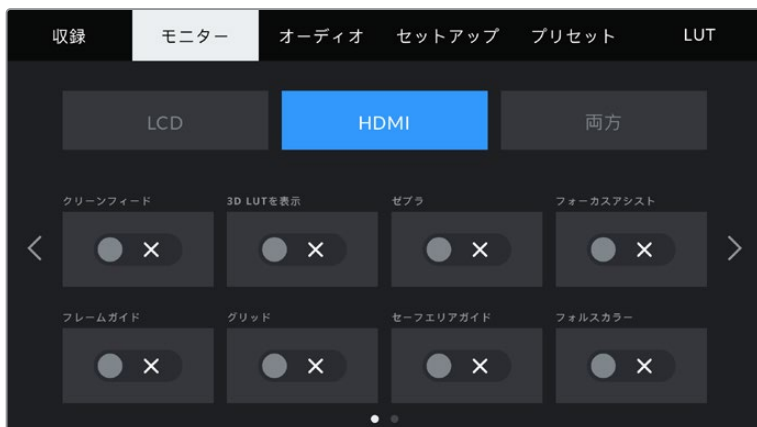 収録 モニター オーディオ セットアップ プリセット LUT
LCD HDMI 両方
クリーンフィード 3D LUTを表示 ゼブラ フォーカスアシスト
フレームガイド グリッド セーフエリアガイド フォルスカラー